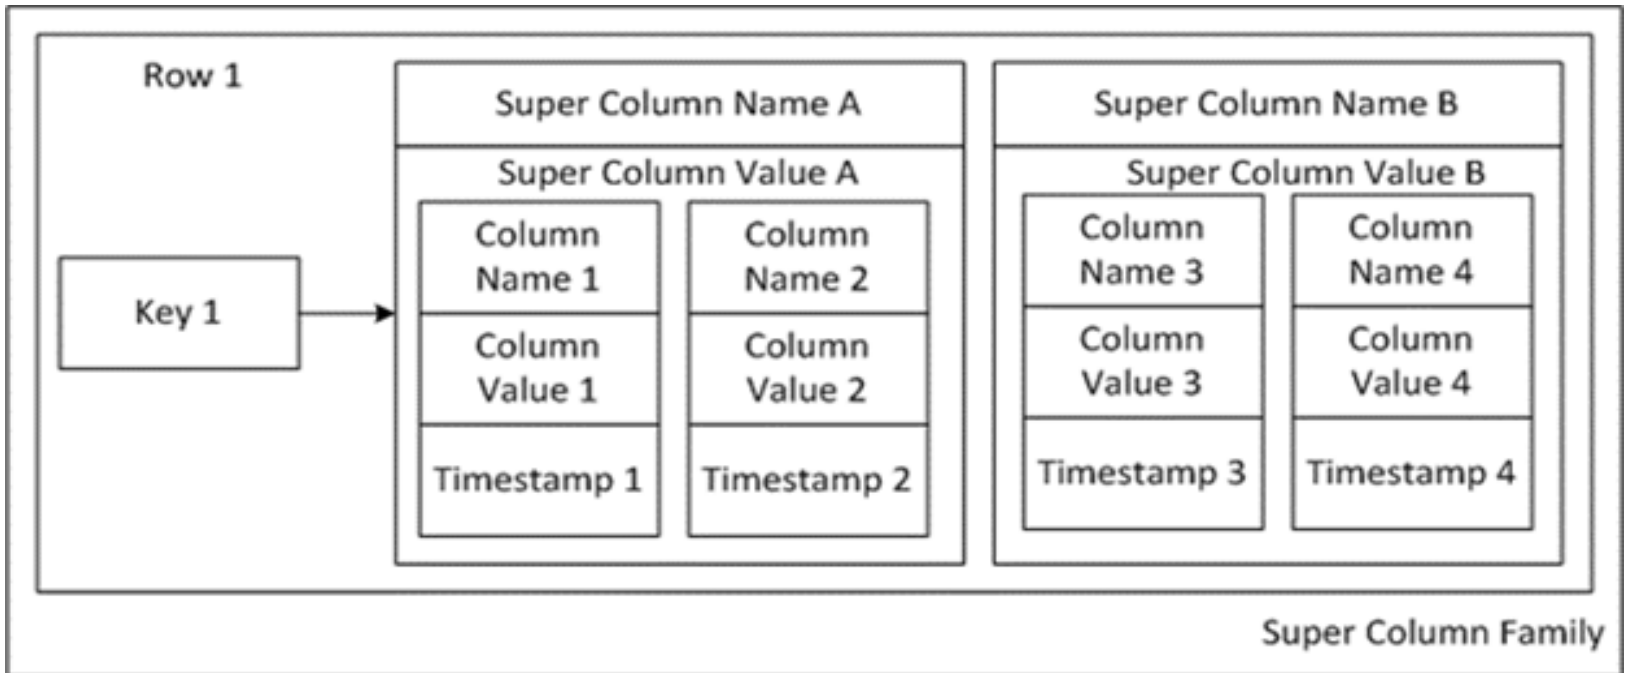 Row 1
Key 1
Super Column Name A
Super Column Value A
Column
Name 1
Column
Value 1
Timestamp 1
Column
Name 2
Column
Value 2
Timestamp 2
Super Column Name B
Super Column Value B
Column
Name 3
Column
Value 3
Timestamp 3
Column
Name 4
Column
Value 4
Timestamp 4
Super Column Family